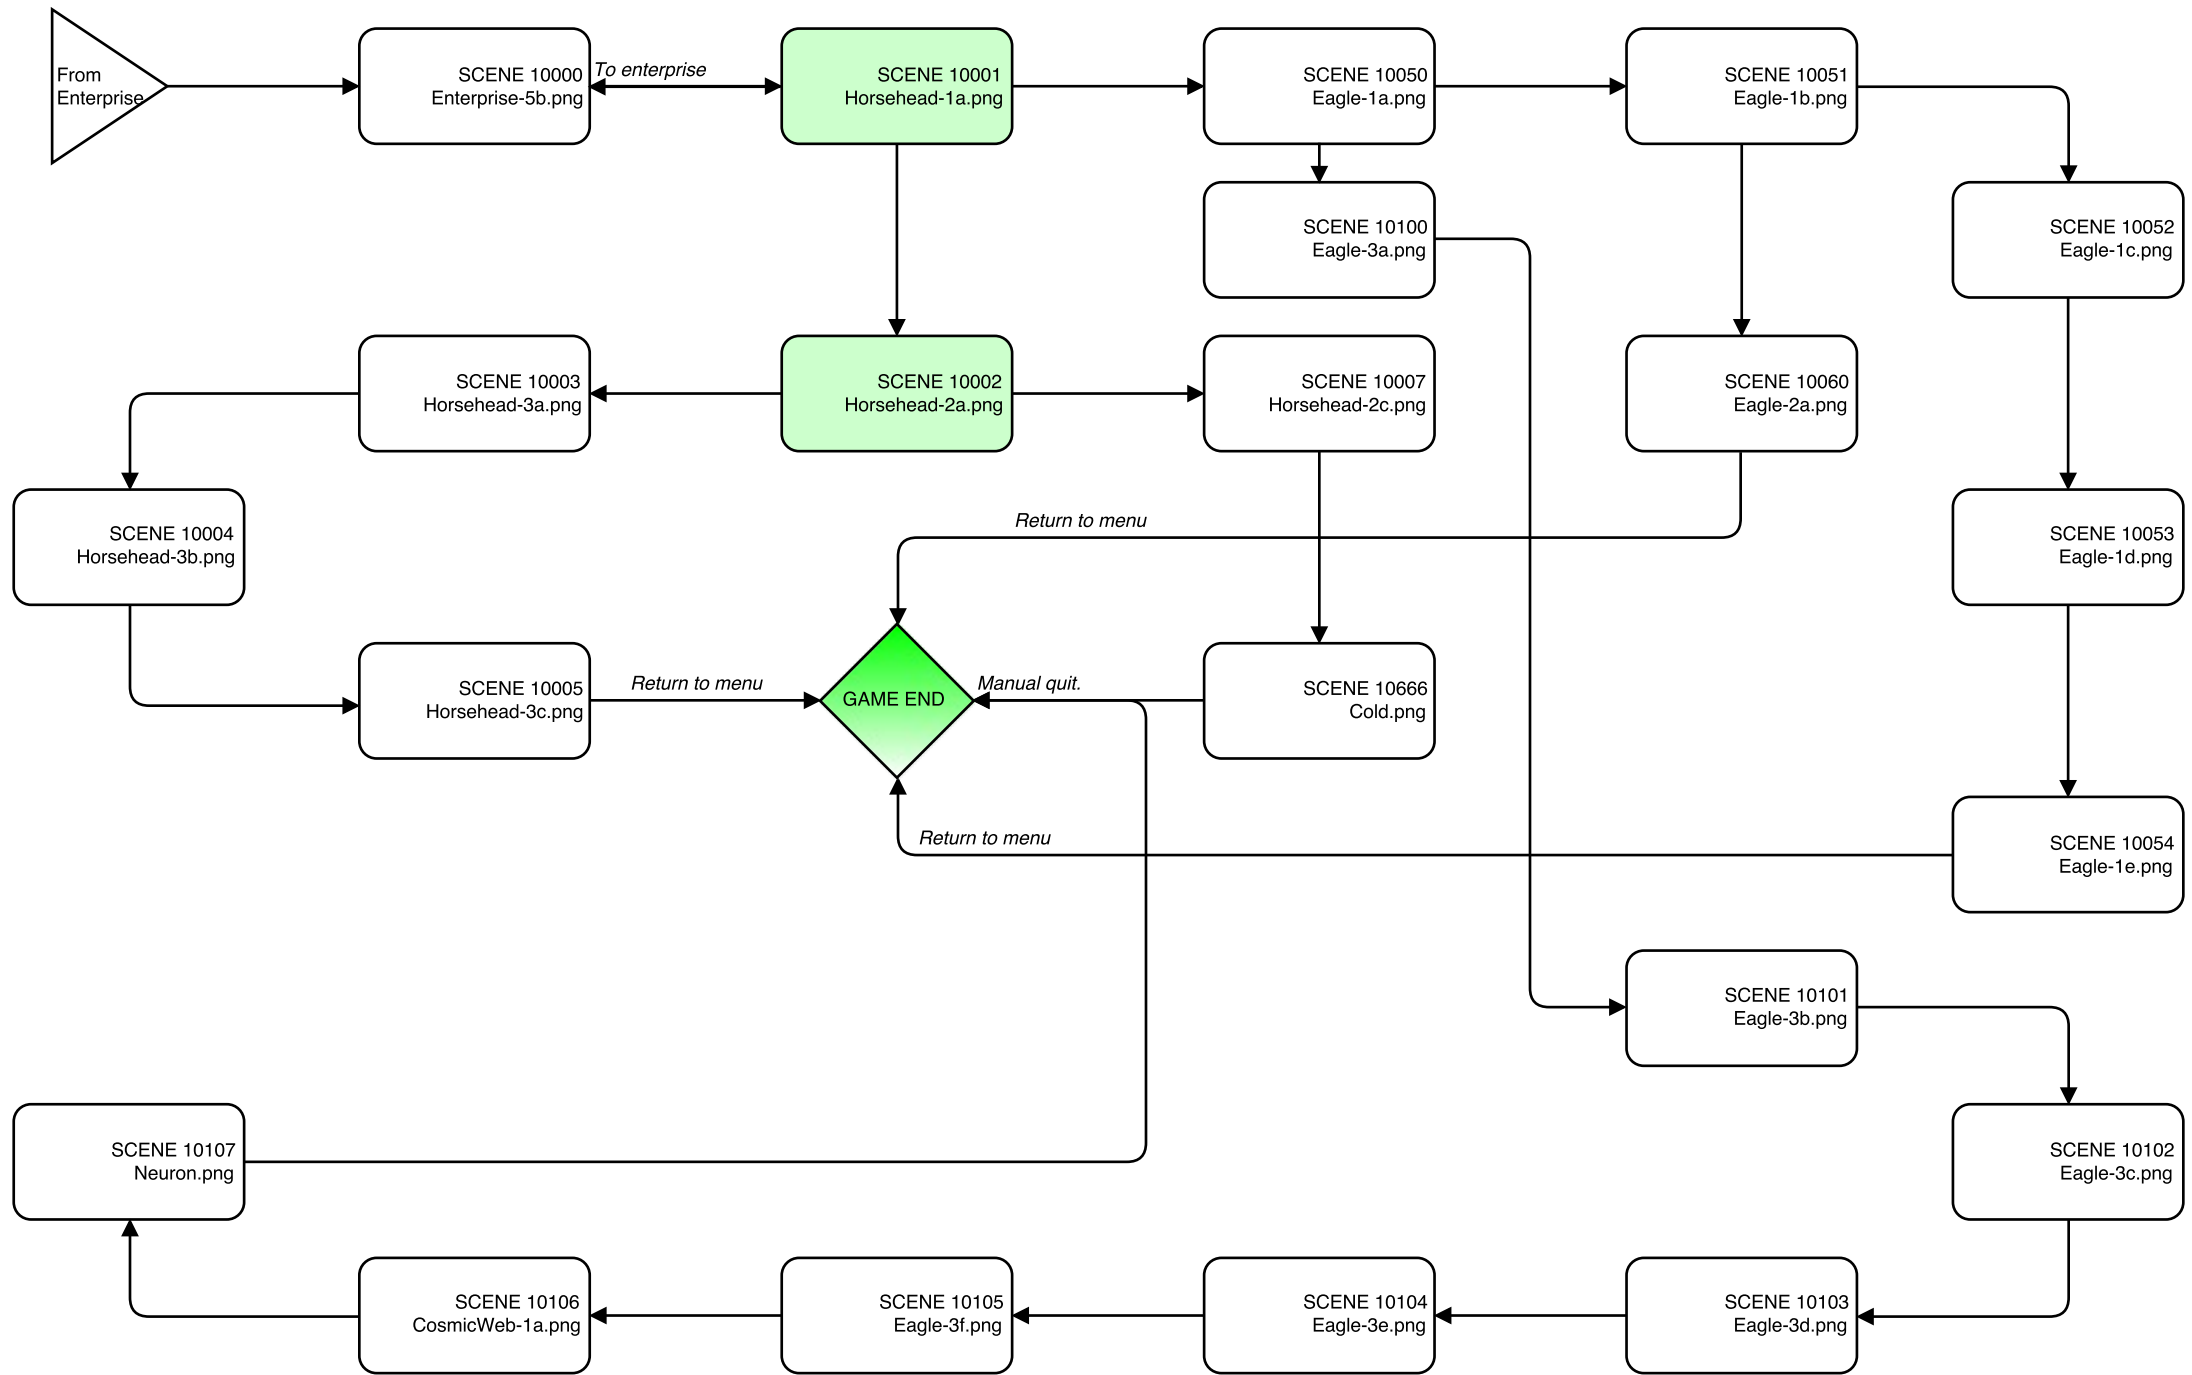 From
Enterprise
SCENE 10000
Enterprise-5b.png
To enterprise
SCENE 10001
Horsehead-1a.png
SCENE 10050
Eagle-1a.png
SCENE 10051
Eagle-1b.png
SCENE 10100
Eagle-3a.png
SCENE 10052
Eagle-1c.png
SCENE 10003
Horsehead-3a.png
SCENE 10002
Horsehead-2a.png
SCENE 10007
Horsehead-2c.png
SCENE 10060
Eagle-2a.png
SCENE 10004
Horsehead-3b.png
Return to menu
SCENE 10053
Eagle-1d.png
SCENE 10005
Horsehead-3c.png
Return to menu
GAME END
Manual quit.
SCENE 10666
Cold.png
Return to menu
SCENE 10054
Eagle-1e.png
SCENE 10101
Eagle-3b.png
SCENE 10107
Neuron.png
SCENE 10102
Eagle-3c.png
SCENE 10106
CosmicWeb-1a.png
SCENE 10105
Eagle-3f.png
SCENE 10104
Eagle-3e.png
SCENE 10103
Eagle-3d.png